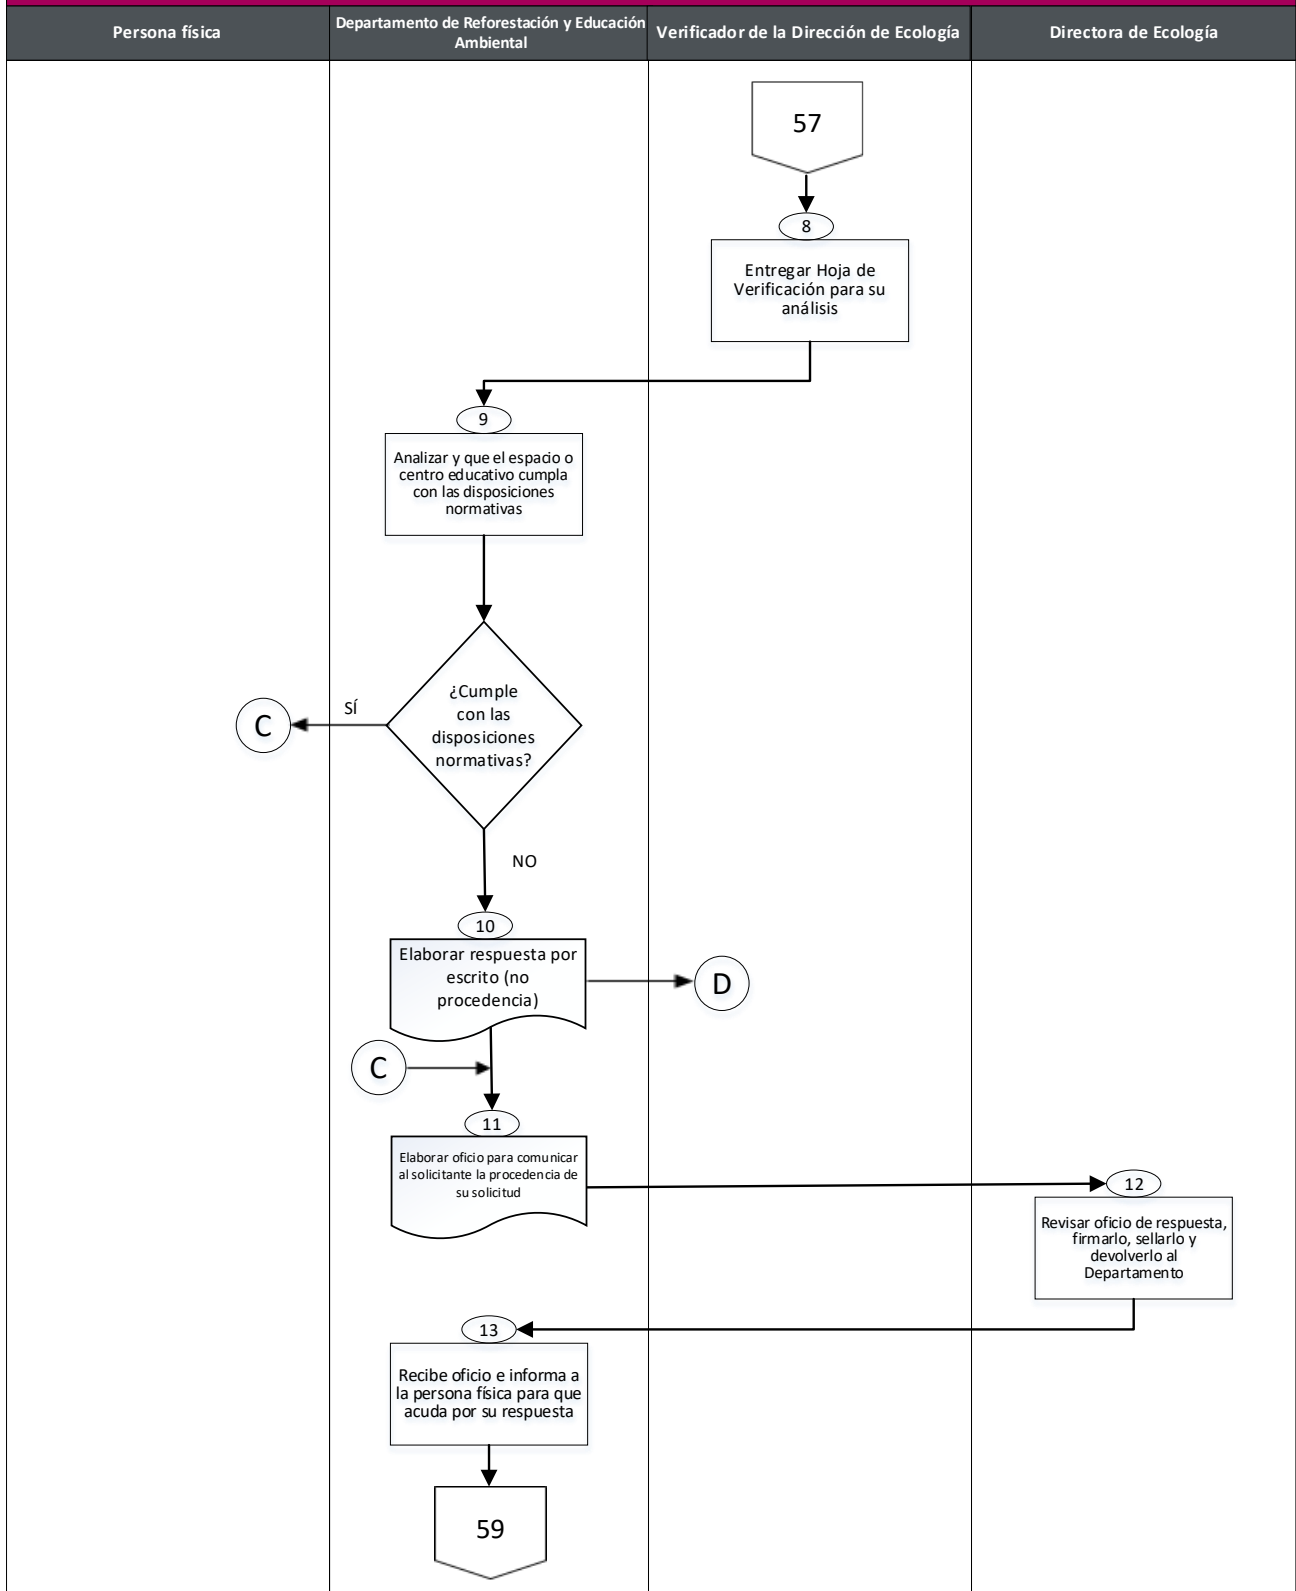 Persona física
Departamento de Reforestación y Educación
Ambiental
Verificador de la Dirección de Ecología
Directora de Ecología
57
8
Entregar Hoja de
Verificación para su
análisis
9
Analizar y que el espacio o
centro educativo cumpla
con las disposiciones
normativas
¿Cumple
con las
disposiciones
normativas?
SÍ
C
NO
10
Elaborar respuesta por
escrito (no
procedencia)
D
C
11
Elaborar oficio para comunicar
al solicitante la procedencia de
su solicitud
12
Revisar oficio de respuesta,
firmarlo, sellarlo y
devolverlo al
Departamento
13
Recibe oficio e informa a
la persona física para que
acuda por su respuesta
59